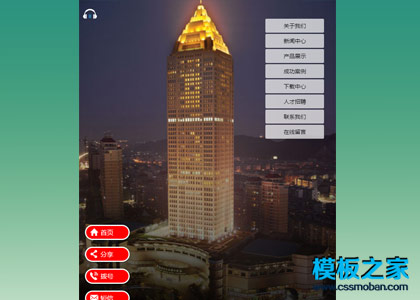 关于我们
新闻中心
产品展示
成功案例
下载中心
人才招聘
联系我们
在线留言
首页
分享
拨号
短信
模板之家
www.cssmoban.com